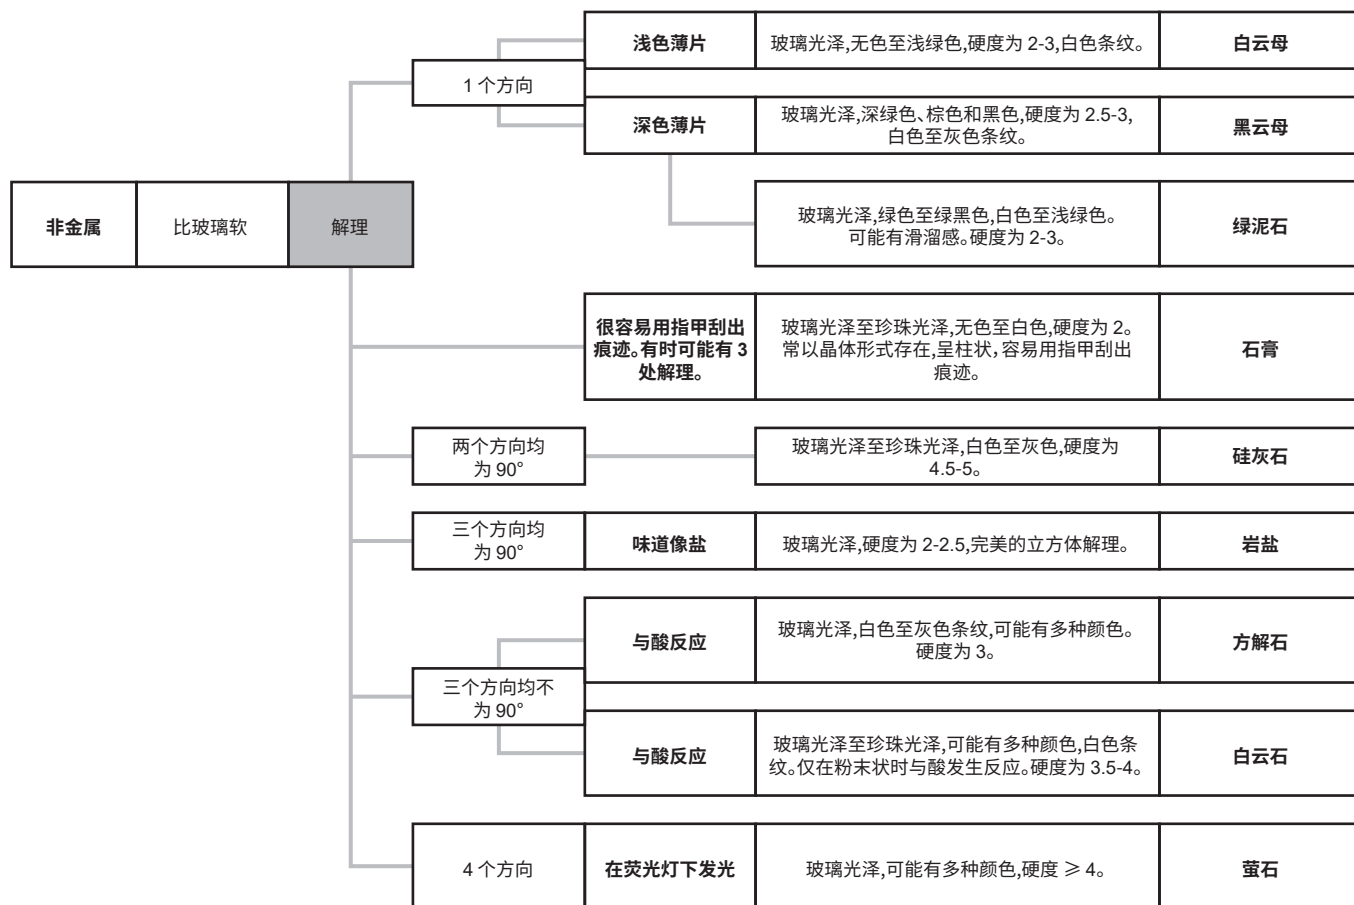 浅色薄片
玻璃光泽,无色至浅绿色,硬度为 2-3,白色条纹。
白云母
1 个方向
深色薄片
玻璃光泽,深绿色、棕色和黑色,硬度为 2.5-3,
白色至灰色条纹。
黑云母
非金属
比玻璃软
解理
玻璃光泽,绿色至绿黑色,白色至浅绿色。
可能有滑溜感。硬度为 2-3。
绿泥石
很容易用指甲刮出
痕迹。有时可能有 3
处解理。
玻璃光泽至珍珠光泽,无色至白色,硬度为 2。
常以晶体形式存在,呈柱状,容易用指甲刮出
痕迹。
石膏
两个方向均
为 90°
玻璃光泽至珍珠光泽,白色至灰色,硬度为
4.5-5。
硅灰石
三个方向均
为 90°
味道像盐
玻璃光泽,硬度为 2-2.5,完美的立方体解理。
岩盐
与酸反应
玻璃光泽,白色至灰色条纹,可能有多种颜色。
硬度为 3。
方解石
三个方向均不
为 90°
与酸反应
玻璃光泽至珍珠光泽,可能有多种颜色,白色条
纹。仅在粉末状时与酸发生反应。硬度为 3.5-4。
白云石
4 个方向
在荧光灯下发光
玻璃光泽,可能有多种颜色,硬度 ≥ 4。
萤石